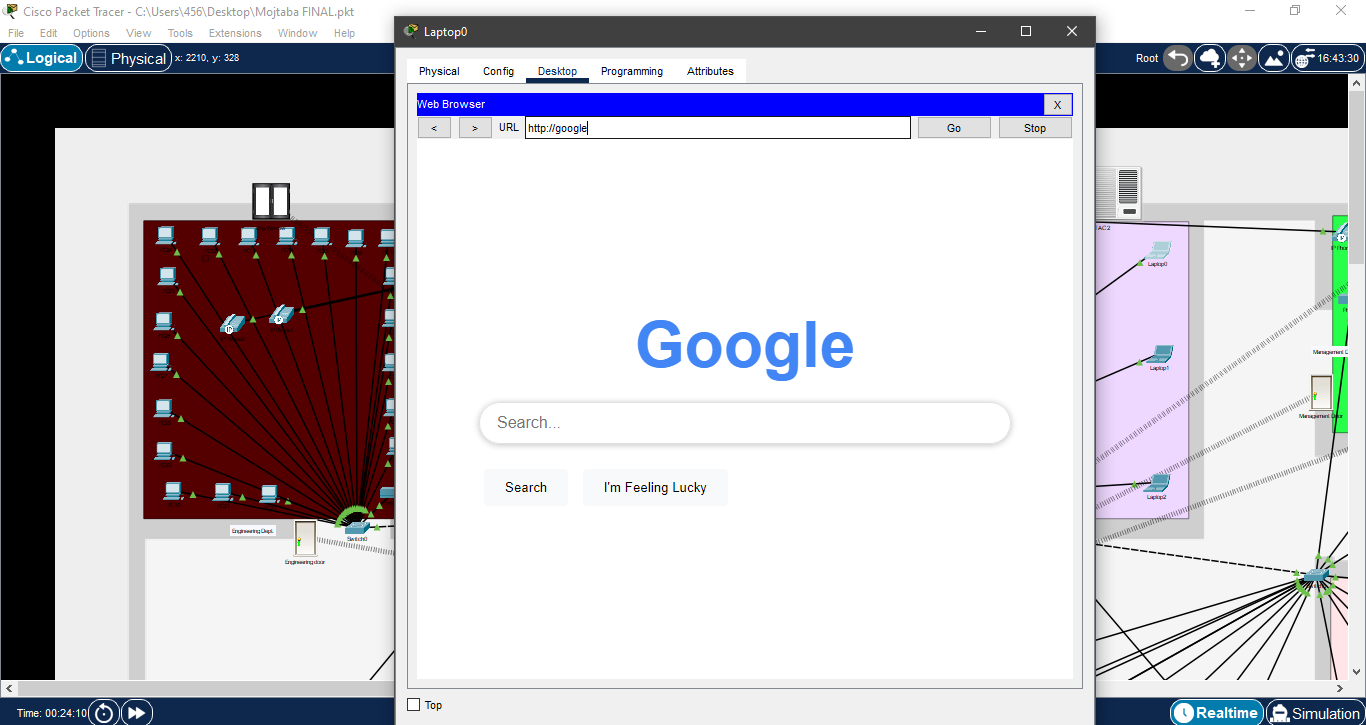 Cisco Packet Tracer - C:\Users\456\Desktop\Mojtaba FINAL.pkt
File Edit Options View Tools Extensions Window Help
Logical Physical x: 2210, y: 328
Root 16:43:30
Laptop0
Physical Config Desktop Programming Attributes
Web Browser X
< > URL http://google Go Stop
Google
Search...
Search I'm Feeling Lucky
Top
Engineering Dept.
Switch0
Engineering door
Laptop0
Laptop1
Management Door
Laptop2
Time: 00:24:10
Realtime Simulation